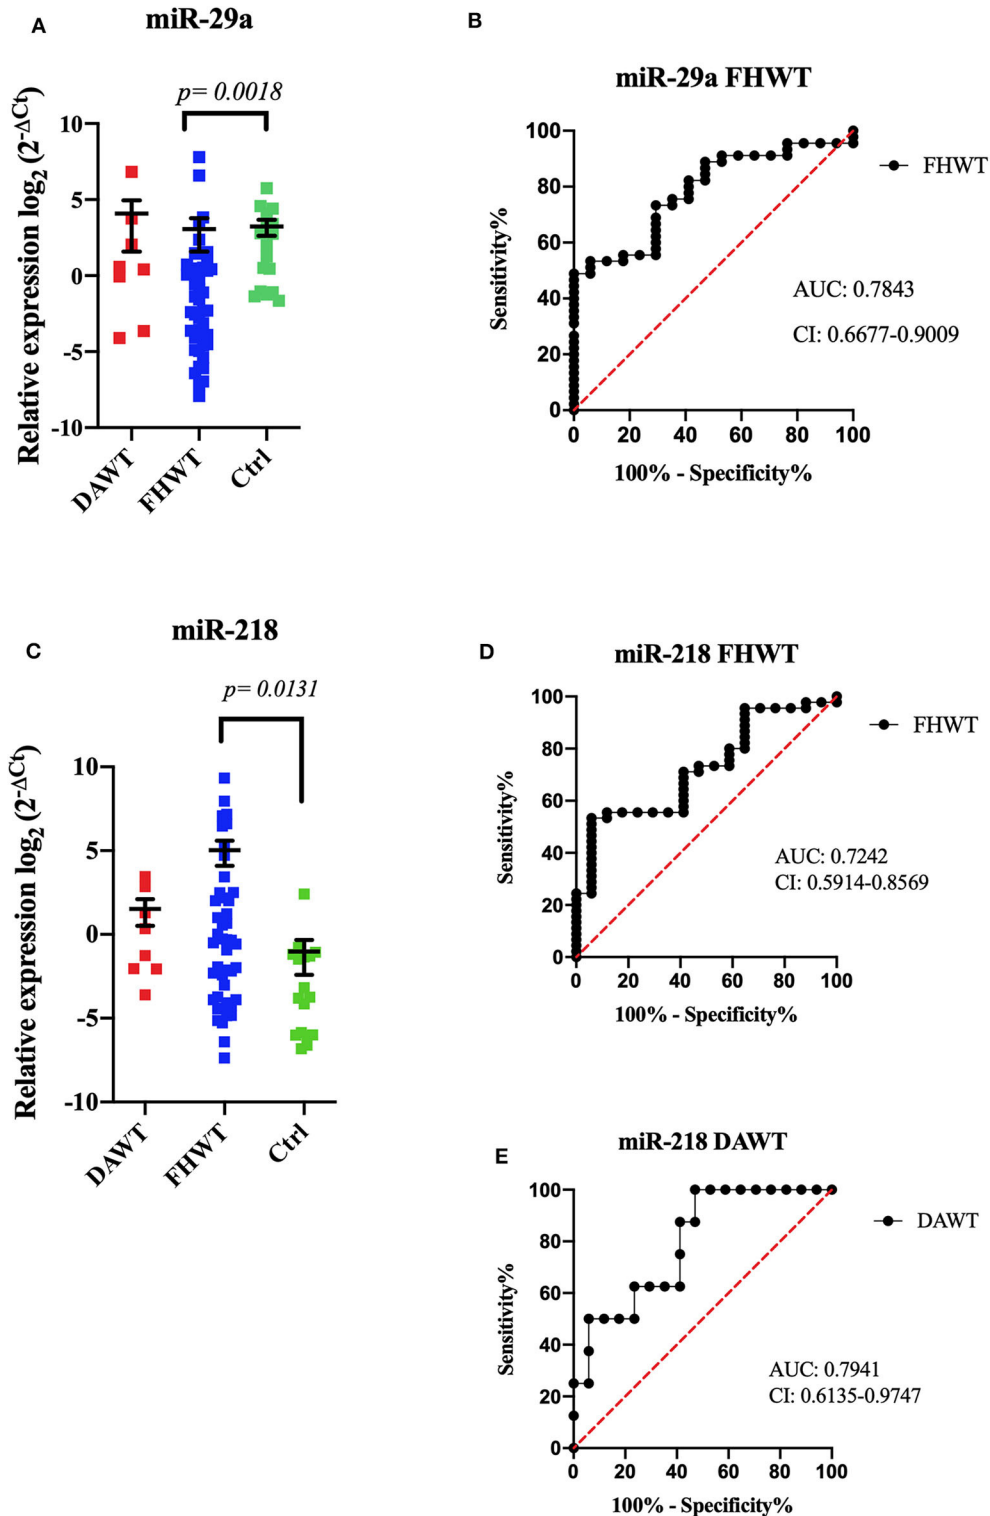 A
miR-29a
p= 0.0018
Relative expression log2 (2-ΔCt)
10
5
0
-5
-10
DAWT
FHWT
Ctrl
B
miR-29a FHWT
Sensitivity%
100
80
60
40
20
0
0 20 40 60 80 100
100% - Specificity%
FHWT
AUC: 0.7843
CI: 0.6677-0.9009
C
miR-218
p= 0.0131
Relative expression log2 (2-ΔCt)
10
5
0
-5
-10
DAWT
FHWT
Ctrl
D
miR-218 FHWT
Sensitivity%
100
80
60
40
20
0
0 20 40 60 80 100
100% - Specificity%
FHWT
AUC: 0.7242
CI: 0.5914-0.8569
E
miR-218 DAWT
Sensitivity%
100
80
60
40
20
0
0 20 40 60 80 100
100% - Specificity%
DAWT
AUC: 0.7941
CI: 0.6135-0.9747